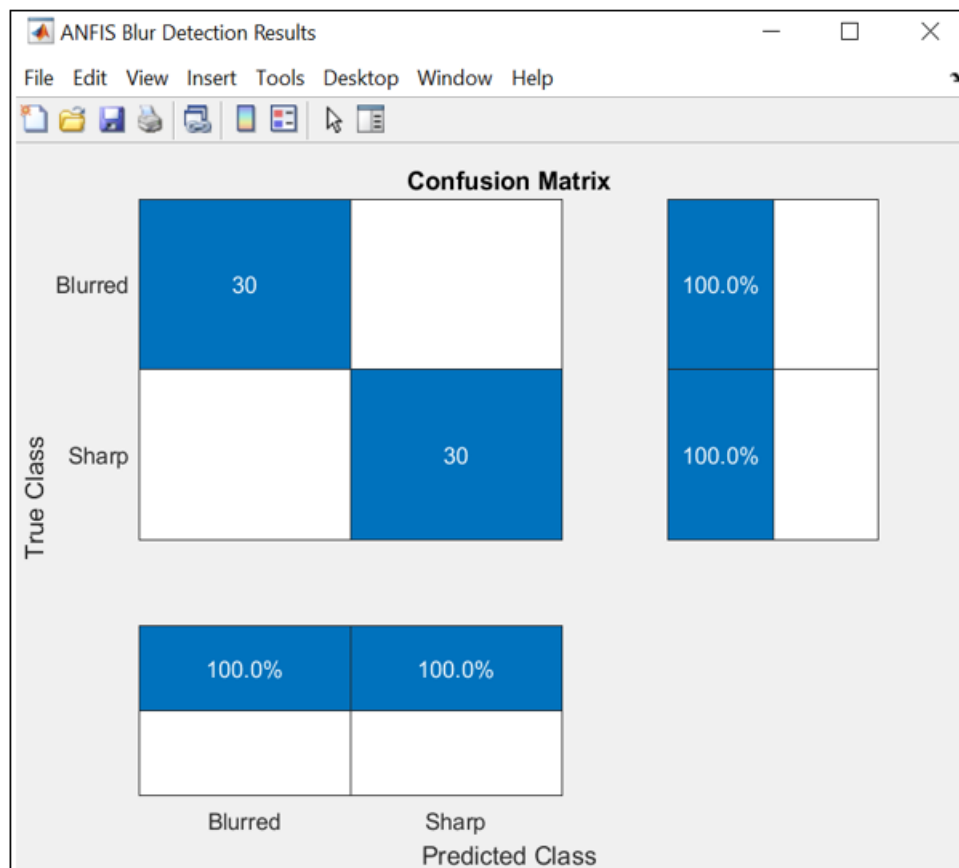 ANFIS Blur Detection Results
File Edit View Insert Tools Desktop Window Help
Confusion Matrix
Blurred 30 100.0%
Sharp 30 100.0%
True Class
100.0% 100.0%
Blurred Sharp
Predicted Class